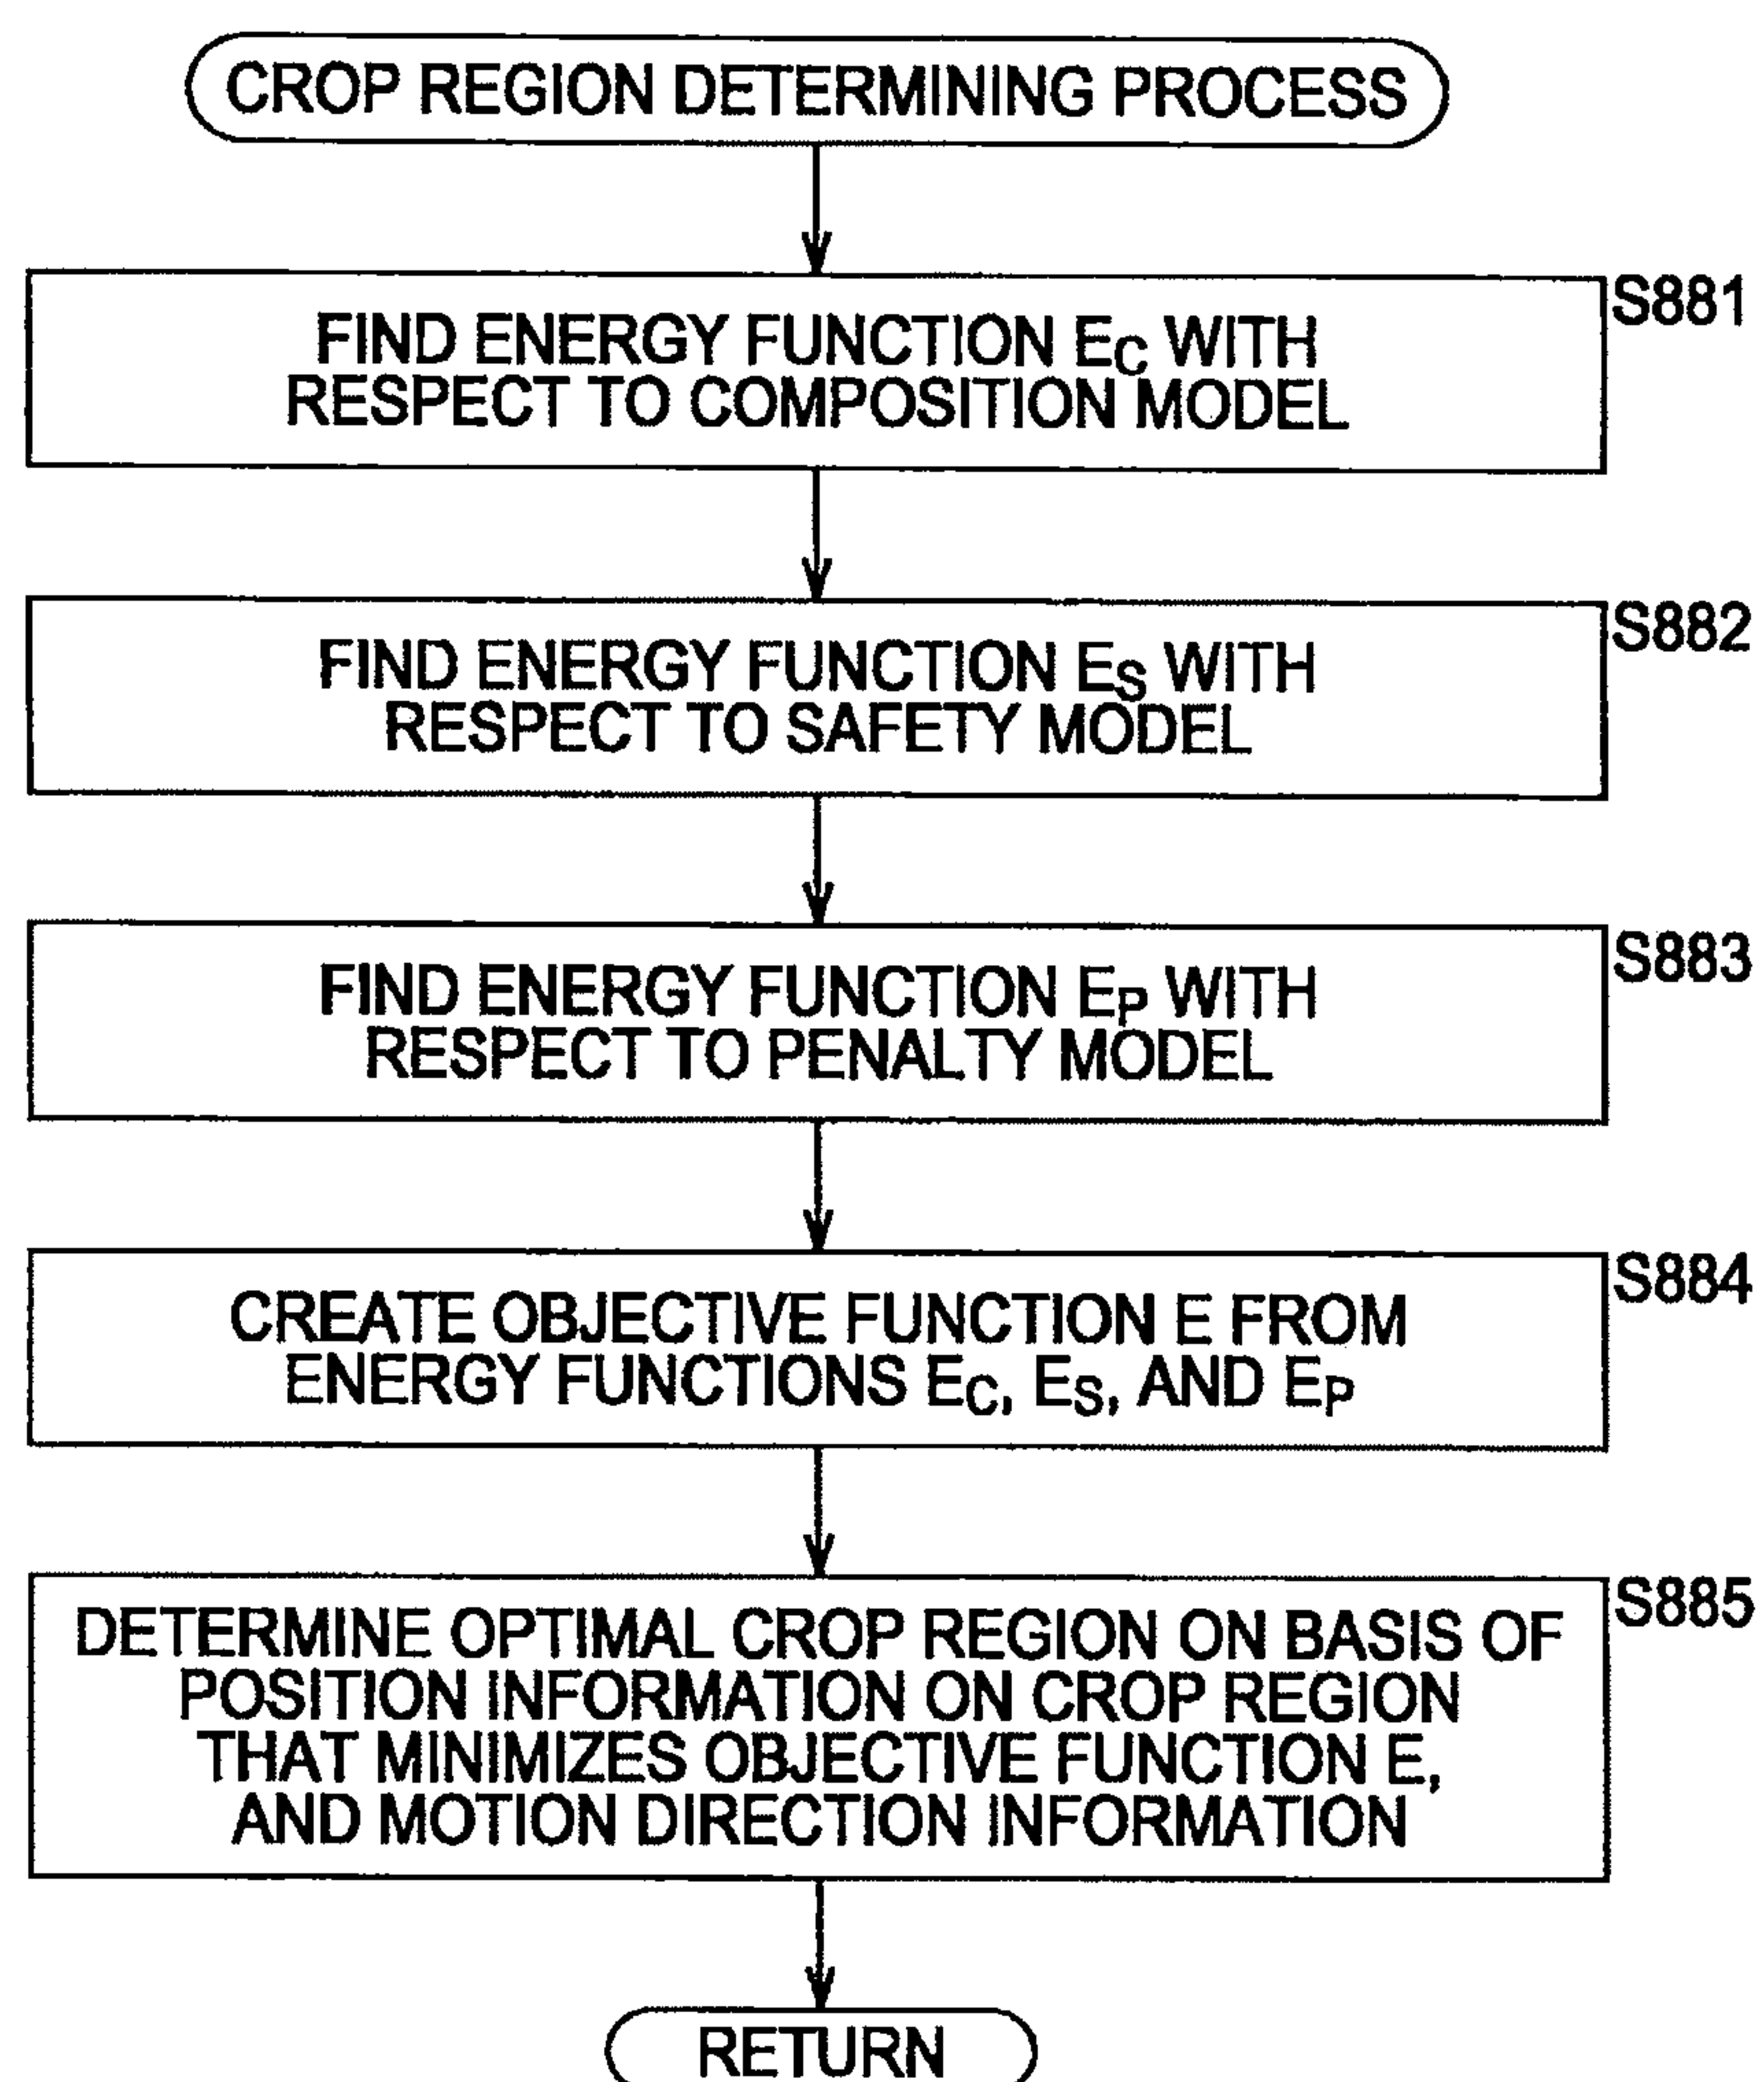 CROP REGION DETERMINING PROCESS
S881
FIND ENERGY FUNCTION EC WITH
RESPECT TO COMPOSITION MODEL
S882
FIND ENERGY FUNCTION ES WITH
RESPECT TO SAFETY MODEL
S883
FIND ENERGY FUNCTION EP WITH
RESPECT TO PENALTY MODEL
S884
CREATE OBJECTIVE FUNCTION E FROM
ENERGY FUNCTIONS EC, ES, AND EP
S885
DETERMINE OPTIMAL CROP REGION ON BASIS OF
POSITION INFORMATION ON CROP REGION
THAT MINIMIZES OBJECTIVE FUNCTION E,
AND MOTION DIRECTION INFORMATION
RETURN